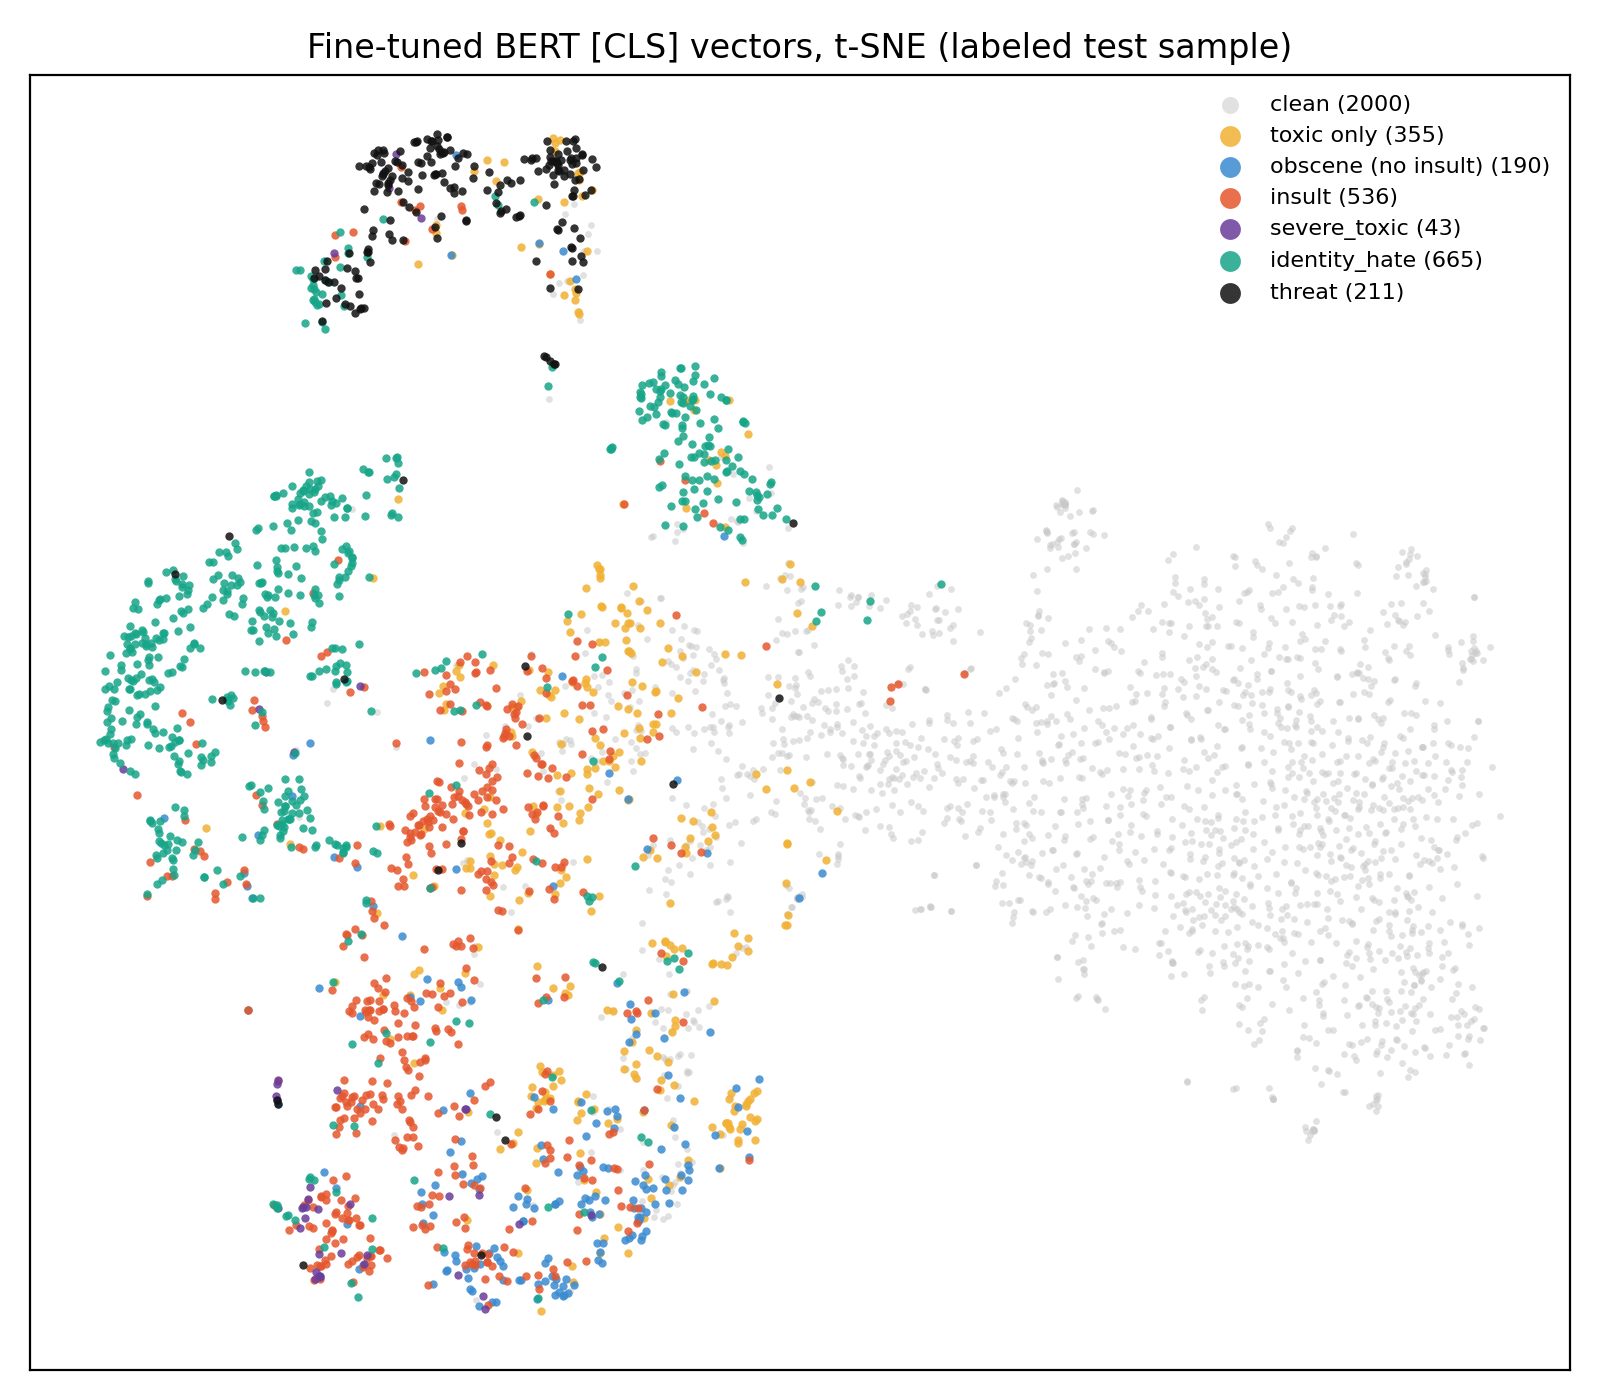 Fine-tuned BERT [CLS] vectors, t-SNE (labeled test sample)
clean (2000)
toxic only (355)
obscene (no insult) (190)
insult (536)
severe_toxic (43)
identity_hate (665)
threat (211)